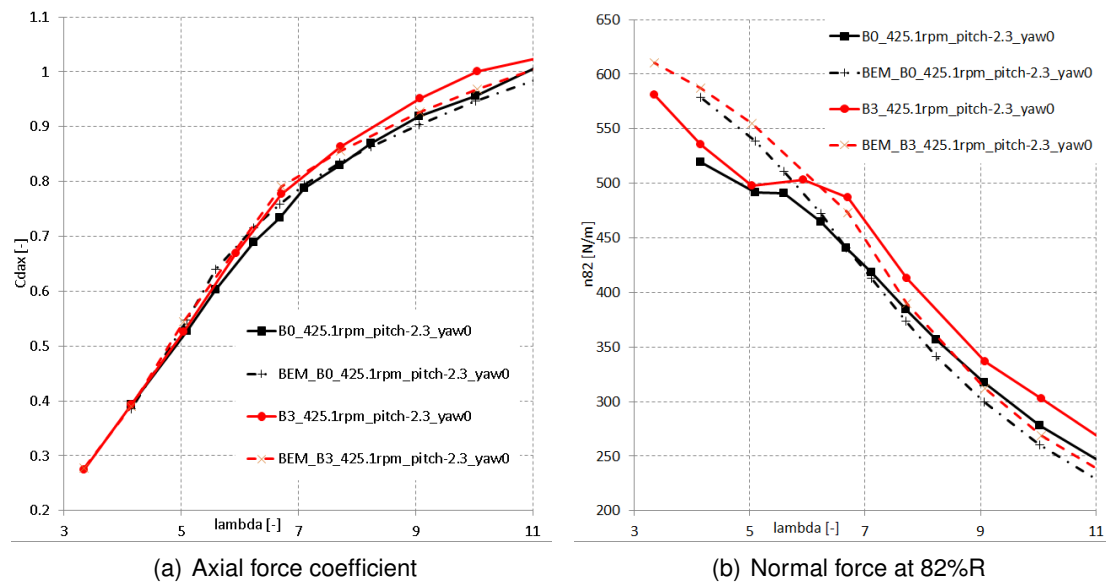 1.1
1
0.9
0.8
0.7
0.6
0.5
0.4
0.3
0.2
Cdax [-]
3
5
7
9
11
lambda [-]
B0_425.1rpm_pitch-2.3_yaw0
BEM_B0_425.1rpm_pitch-2.3_yaw0
B3_425.1rpm_pitch-2.3_yaw0
BEM_B3_425.1rpm_pitch-2.3_yaw0
(a) Axial force coefficient
650
600
550
500
450
400
350
300
250
200
n82 [N/m]
3
5
7
9
11
lambda [-]
B0_425.1rpm_pitch-2.3_yaw0
BEM_B0_425.1rpm_pitch-2.3_yaw0
B3_425.1rpm_pitch-2.3_yaw0
BEM_B3_425.1rpm_pitch-2.3_yaw0
(b) Normal force at 82%R